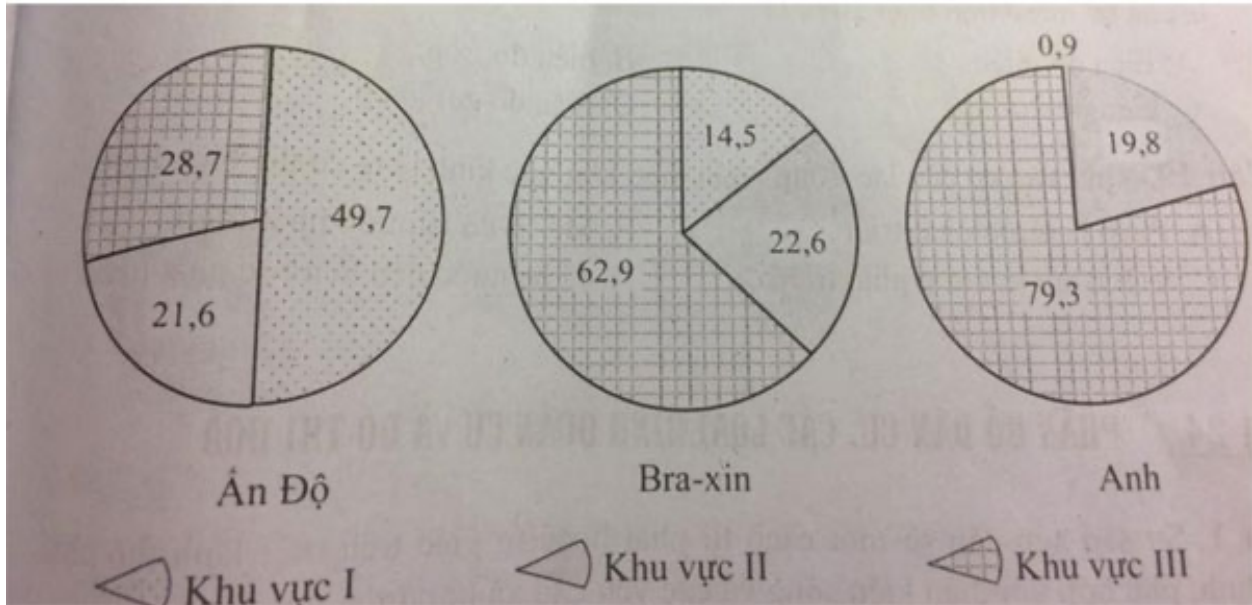 0,9
28,7
49,7
21,6
14,5
22,6
62,9
19,8
79,3
Ấn Độ
Bra-xin
Anh
Khu vực I
Khu vực II
Khu vực III